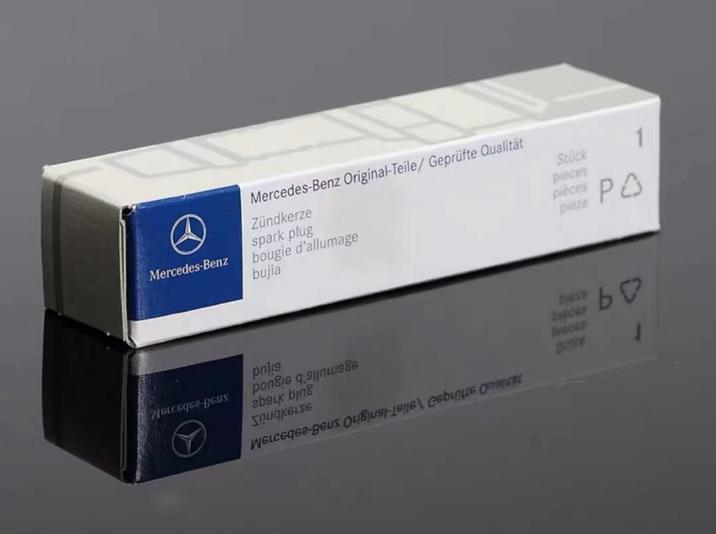 Mercedes-Benz
Mercedes-Benz Original-Teile/ Geprüfte Qualität
Zündkerze
spark plug
bougie d'allumage
bujia
Stück
pieces
pièces
pieza
1
P